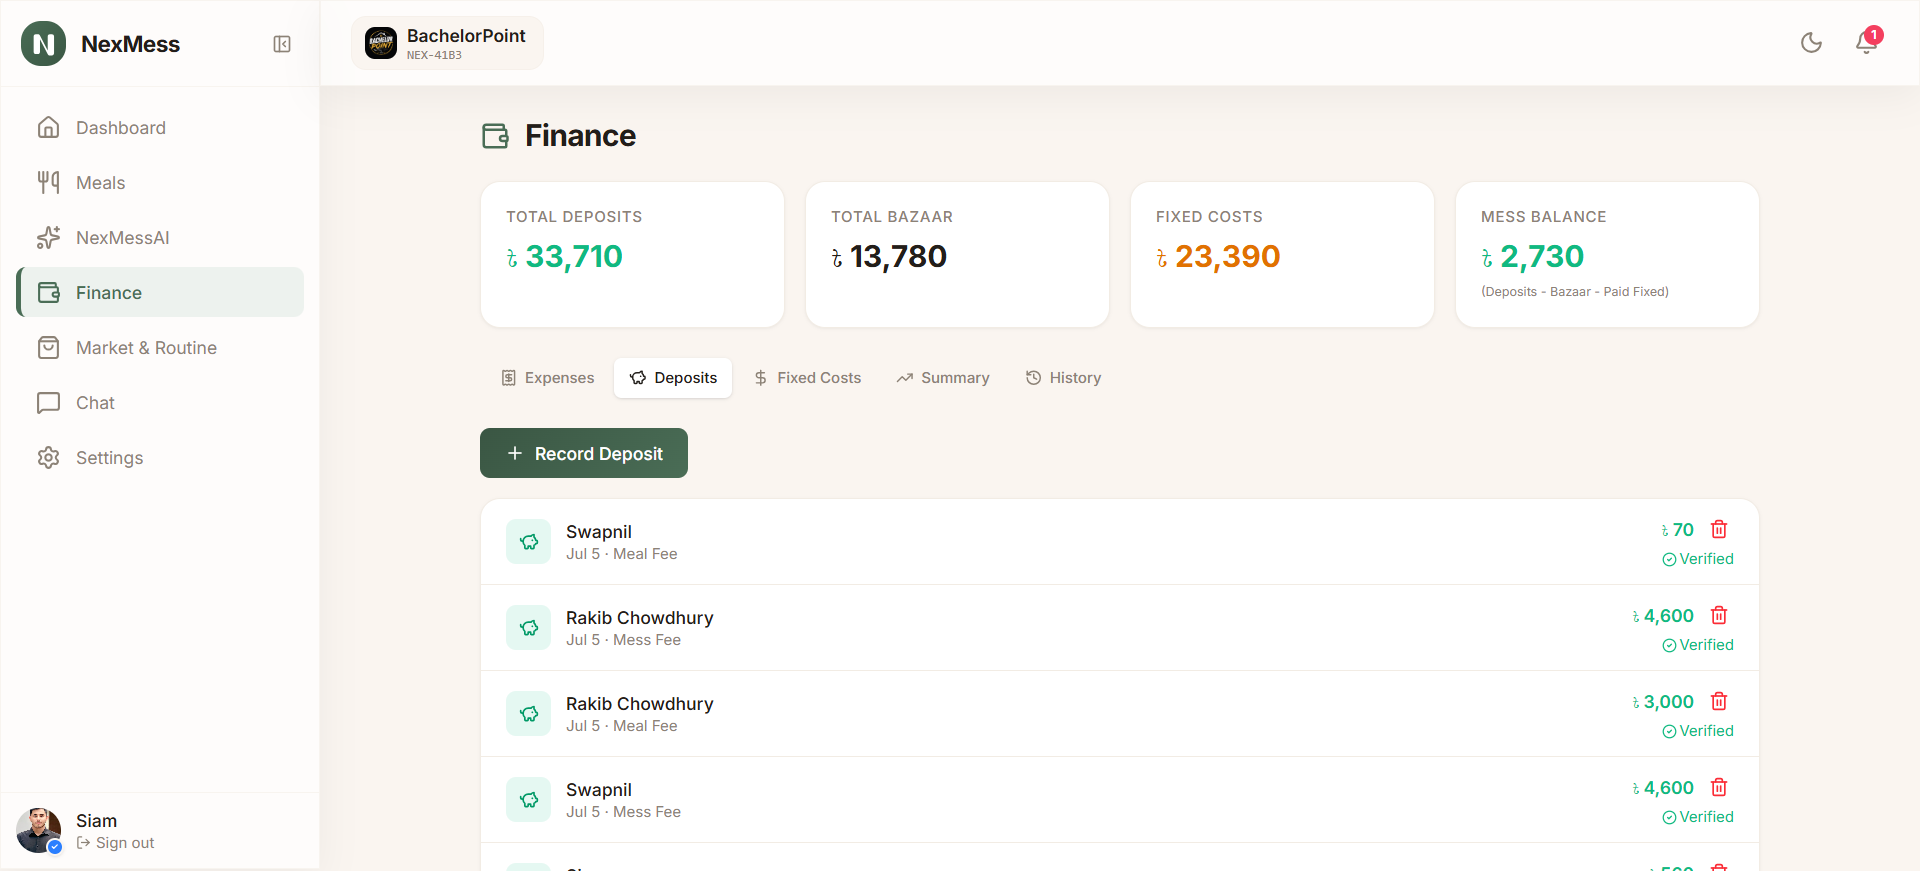 N NexMess
Dashboard
Meals
NexMessAI
Finance
Market & Routine
Chat
Settings
Siam
Sign out
BACHELOR POINT
BachelorPoint
NEX-41B3
1
Finance
TOTAL DEPOSITS
৳ 33,710
TOTAL BAZAAR
৳ 13,780
FIXED COSTS
৳ 23,390
MESS BALANCE
৳ 2,730
(Deposits - Bazaar - Paid Fixed)
Expenses Deposits Fixed Costs Summary History
+ Record Deposit
Swapnil
Jul 5 · Meal Fee
৳ 70
Verified
Rakib Chowdhury
Jul 5 · Mess Fee
৳ 4,600
Verified
Rakib Chowdhury
Jul 5 · Meal Fee
৳ 3,000
Verified
Swapnil
Jul 5 · Mess Fee
৳ 4,600
Verified